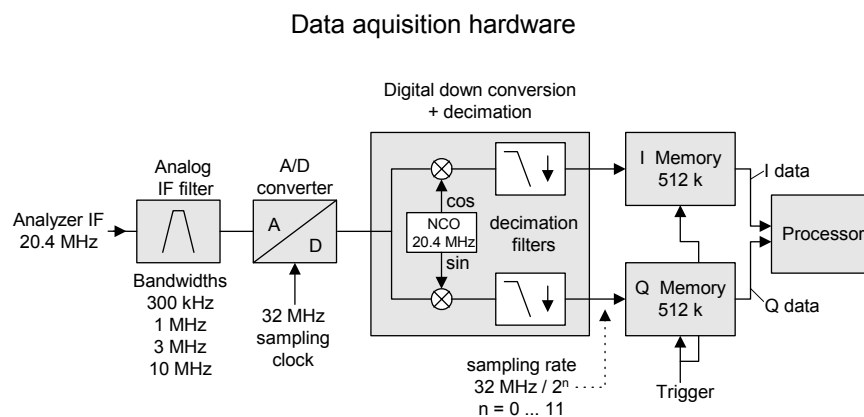 Data aquisition hardware
Digital down conversion
+ decimation
Analog
IF filter
A/D
converter
Analyzer IF
20.4 MHz
A
D
cos
NCO
20.4 MHz
sin
decimation
filters
I Memory
512 k
I data
Processor
Q Memory
512 k
Q data
Bandwidths
300 kHz
1 MHz
3 MHz
10 MHz
32 MHz
sampling
clock
sampling rate
32 MHz / 2ⁿ
n = 0 ... 11
Trigger